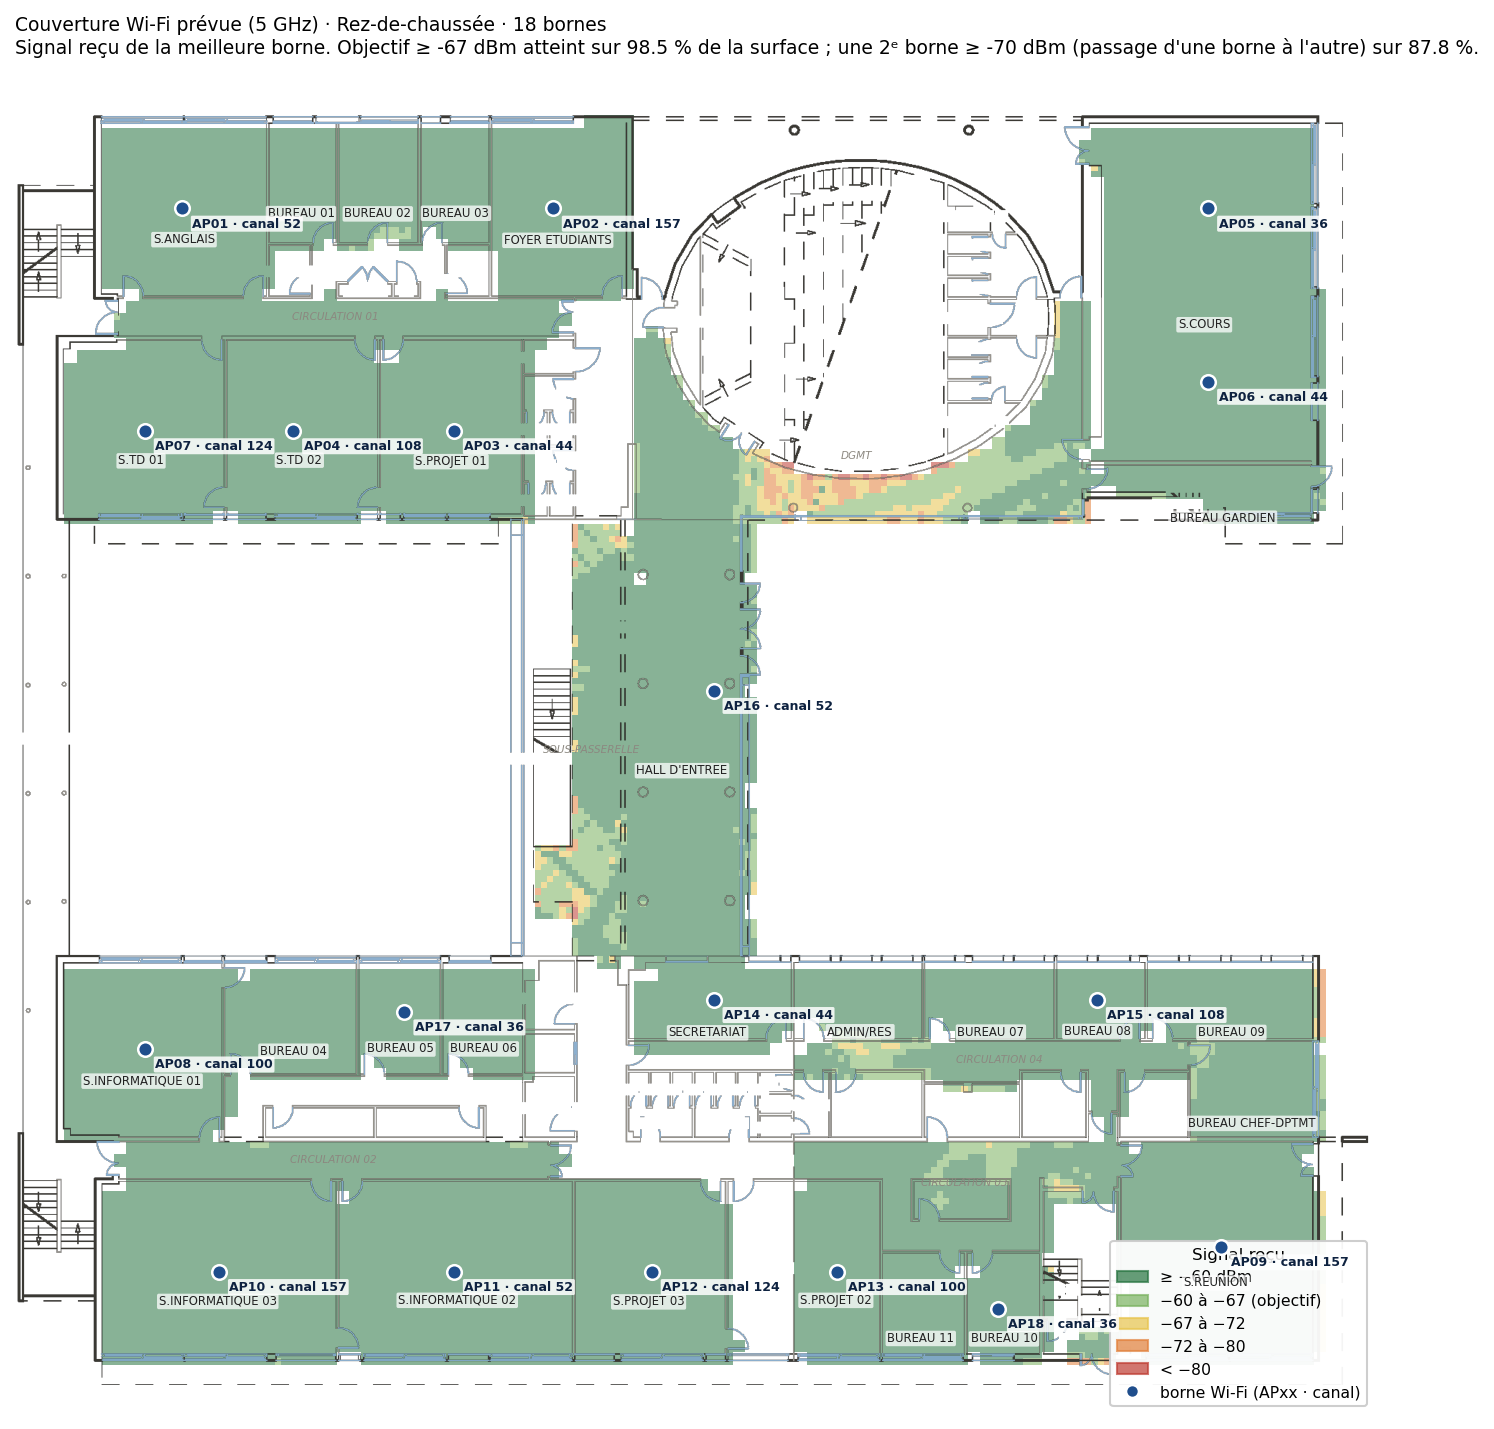 Couverture Wi-Fi prévue (5 GHz) · Rez-de-chaussée · 18 bornes
Signal reçu de la meilleure borne. Objectif ≥ -67 dBm atteint sur 98.5 % de la surface ; une 2ᵉ borne ≥ -70 dBm (passage d'une borne à l'autre) sur 87.8 %.
BUREAU 01
BUREAU 02
BUREAU 03
AP01 · canal 52
AP02 · canal 157
AP05 · canal 36
S.ANGLAIS
FOYER ETUDIANTS
CIRCULATION 01
S.COURS
AP06 · canal 44
AP07 · canal 124
AP04 · canal 108
AP03 · canal 44
S.TD 01
S.TD 02
S.PROJET 01
DGMT
BUREAU GARDIEN
AP16 · canal 52
SOUS-PASSERELLE
HALL D'ENTREE
AP14 · canal 44
AP15 · canal 108
AP17 · canal 36
SECRETARIAT
ADMIN/RES
BUREAU 07
BUREAU 08
BUREAU 09
BUREAU 04
BUREAU 05
BUREAU 06
AP08 · canal 100
CIRCULATION 04
S.INFORMATIQUE 01
BUREAU CHEF-DPTMT
CIRCULATION 02
AP10 · canal 157
AP11 · canal 52
AP12 · canal 124
AP13 · canal 100
AP09 · canal 157
S.INFORMATIQUE 03
S.INFORMATIQUE 02
S.PROJET 03
S.PROJET 02
S.REUNION
AP18 · canal 36
BUREAU 11
BUREAU 10
Signal reçu
≥ −60 dBm
−60 à −67 (objectif)
−67 à −72
−72 à −80
< −80
borne Wi-Fi (APxx · canal)